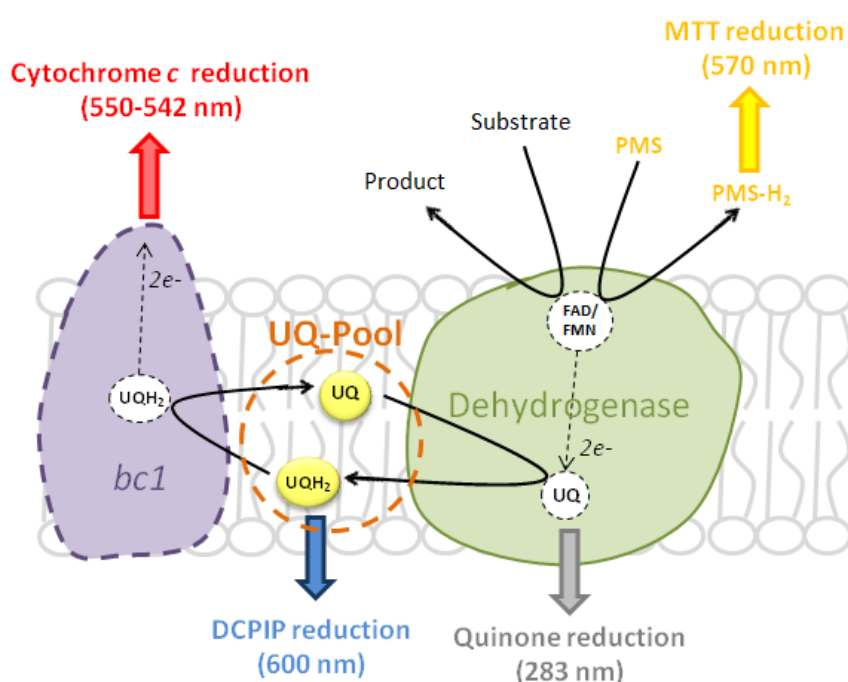 MTT reduction
(570 nm)
Cytochrome c reduction
(550-542 nm)
Substrate
PMS
Product
PMS-H₂
2e-
FAD/
FMN
UQ-Pool
UQ
UQH₂
Dehydrogenase
2e-
bc1
UQH₂
UQ
DCPIP reduction
(600 nm)
Quinone reduction
(283 nm)